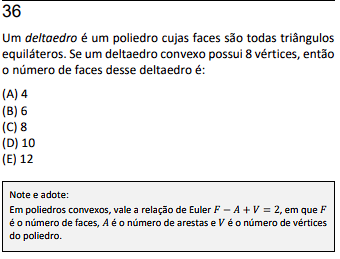 36
Um deltaedro é um poliedro cujas faces são todas triângulos
equiláteros. Se um deltaedro convexo possui 8 vértices, então
o número de faces desse deltaedro é:
(A) 4
(B) 6
(C) 8
(D) 10
(E) 12
Note e adote:
Em poliedros convexos, vale a relação de Euler F − A + V = 2, em que F
é o número de faces, A é o número de arestas e V é o número de vértices
do poliedro.